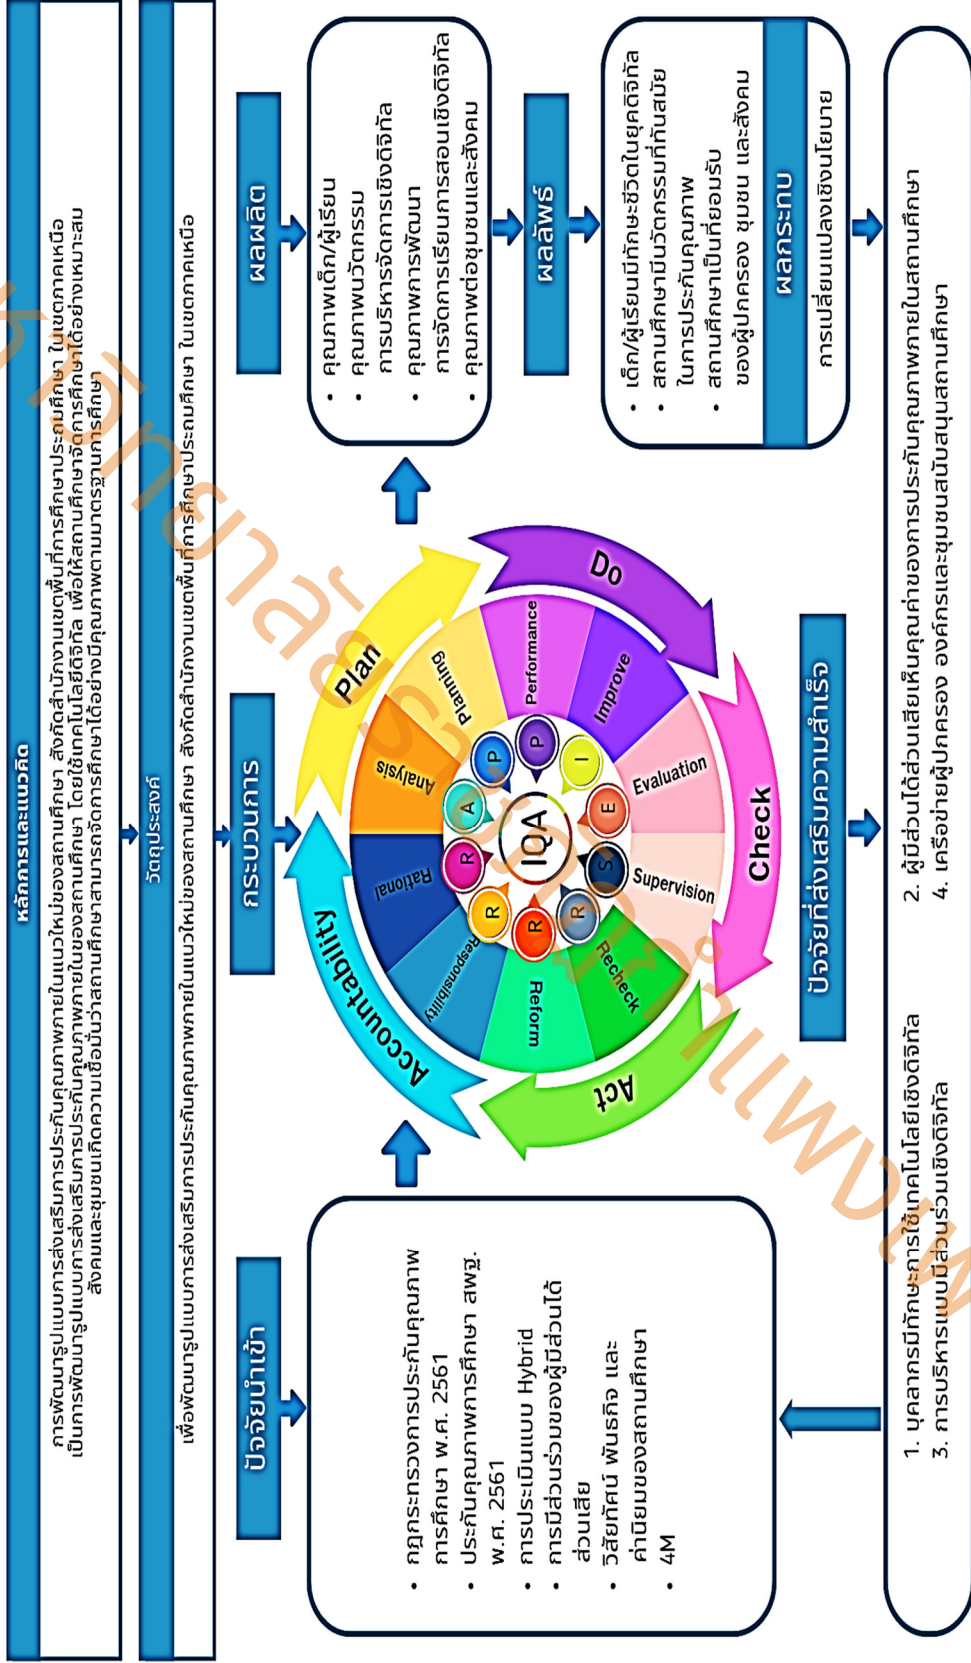 หลักการและแนวคิด
การพัฒนารูปแบบการส่งเสริมการประกันคุณภาพภายในแนวใหม่ของสถานศึกษา สังกัดสำนักงานเขตพื้นที่การศึกษาประถมศึกษา ในเขตภาคเหนือ
เป็นการพัฒนารูปแบบการส่งเสริมการประกันคุณภาพภายในของสถานศึกษา โดยใช้เทคโนโลยีดิจิทัล เพื่อให้สถานศึกษาจัดการศึกษาได้อย่างเหมาะสม
สังคมและชุมชนเกิดความเชื่อมั่นว่าสถานศึกษาสามารถจัดการศึกษาได้อย่างมีคุณภาพตามมาตรฐานการศึกษา
วัตถุประสงค์
เพื่อพัฒนารูปแบบการส่งเสริมการประกันคุณภาพภายในแนวใหม่ของสถานศึกษา สังกัดสำนักงานเขตพื้นที่การศึกษาประถมศึกษา ในเขตภาคเหนือ
ปัจจัยนำเข้า
• กฎกระทรวงการประกันคุณภาพ
การศึกษา พ.ศ. 2561
• ประกันคุณภาพการศึกษา สพฐ.
พ.ศ. 2561
• การประเมินแบบ Hybrid
• การมีส่วนร่วมของผู้มีส่วนได้
ส่วนเสีย
• วิสัยทัศน์ พันธกิจ และ
ค่านิยมของสถานศึกษา
• 4M
กระบวนการ
Accountability
Plan
Do
Check
Act
Rational
Analysis
Planning
Performance
Improve
Evaluation
Supervision
Recheck
Reform
Responsibility
R
A
P
P
I
E
S
R
R
R
IQA
ผลผลิต
• คุณภาพเด็ก/ผู้เรียน
• คุณภาพนวัตกรรม
การบริหารจัดการเชิงดิจิทัล
• คุณภาพการพัฒนา
การจัดการเรียนการสอนเชิงดิจิทัล
• คุณภาพต่อชุมชนและสังคม
ผลลัพธ์
• เด็ก/ผู้เรียนมีทักษะชีวิตในยุคดิจิทัล
• สถานศึกษามีนวัตกรรมที่ทันสมัย
ในการประกันคุณภาพ
• สถานศึกษาเป็นที่ยอมรับ
ของผู้ปกครอง ชุมชน และสังคม
ผลกระทบ
การเปลี่ยนแปลงเชิงนโยบาย
ปัจจัยที่ส่งเสริมความสำเร็จ
1. บุคลากรมีทักษะการใช้เทคโนโลยีเชิงดิจิทัล
2. ผู้มีส่วนได้ส่วนเสียเห็นคุณค่าของการประกันคุณภาพภายในสถานศึกษา
3. การบริหารแบบมีส่วนร่วมเชิงดิจิทัล
4. เครือข่ายผู้ปกครอง องค์กรและชุมชนสนับสนุนสถานศึกษา